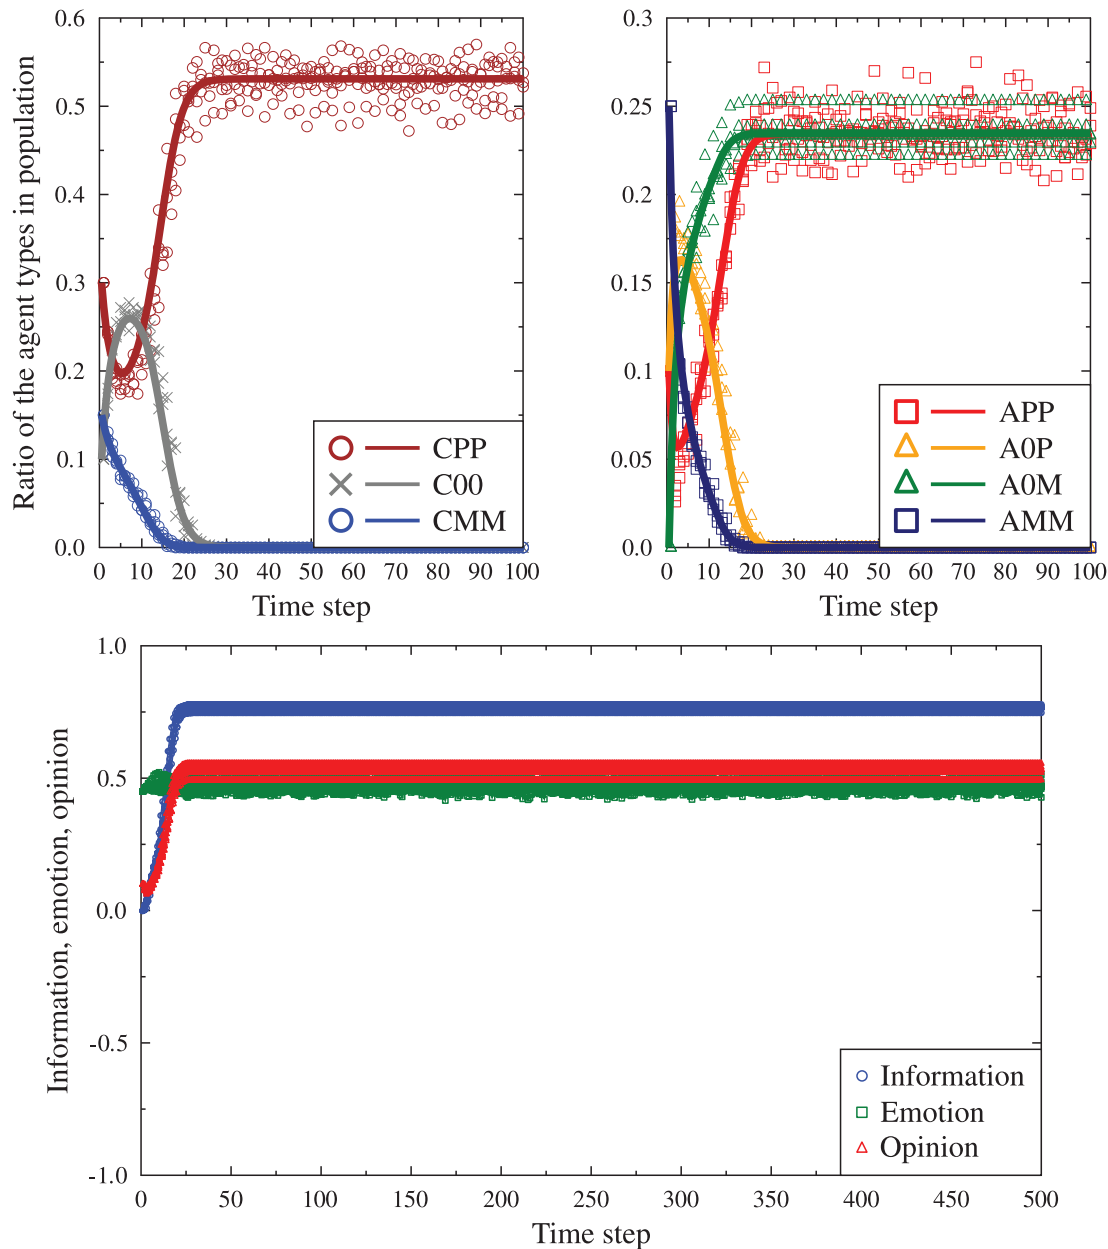 Ratio of the agent types in population
0.6
0.5
0.4
0.3
0.2
0.1
0.0
CPP
C00
CMM
0 10 20 30 40 50 60 70 80 90 100
Time step
0.3
0.25
0.2
0.15
0.1
0.05
0.0
APP
A0P
A0M
AMM
0 10 20 30 40 50 60 70 80 90 100
Time step
Information, emotion, opinion
1.0
0.5
0.0
-0.5
-1.0
Information
Emotion
Opinion
0 50 100 150 200 250 300 350 400 450 500
Time step